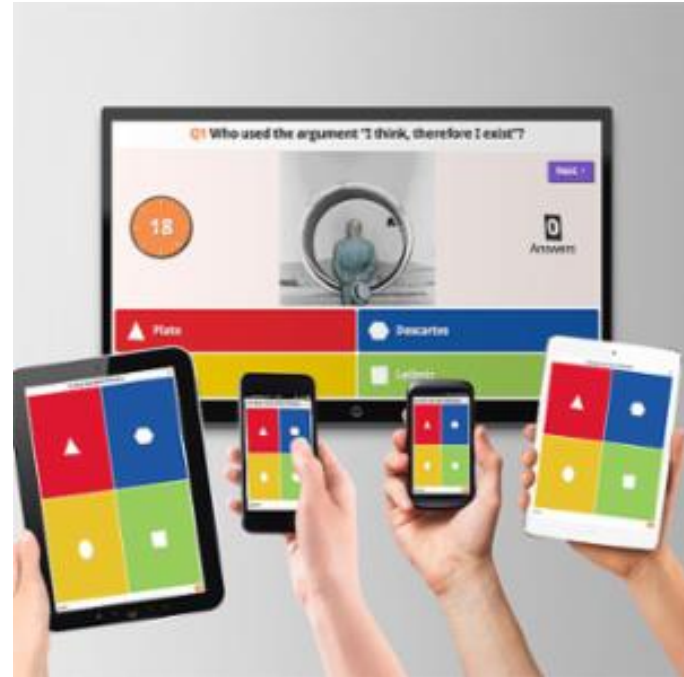 Q1 Who used the argument "I think, therefore I exist"?
Next
18
0
Answers
Plato
Descartes
Leibniz